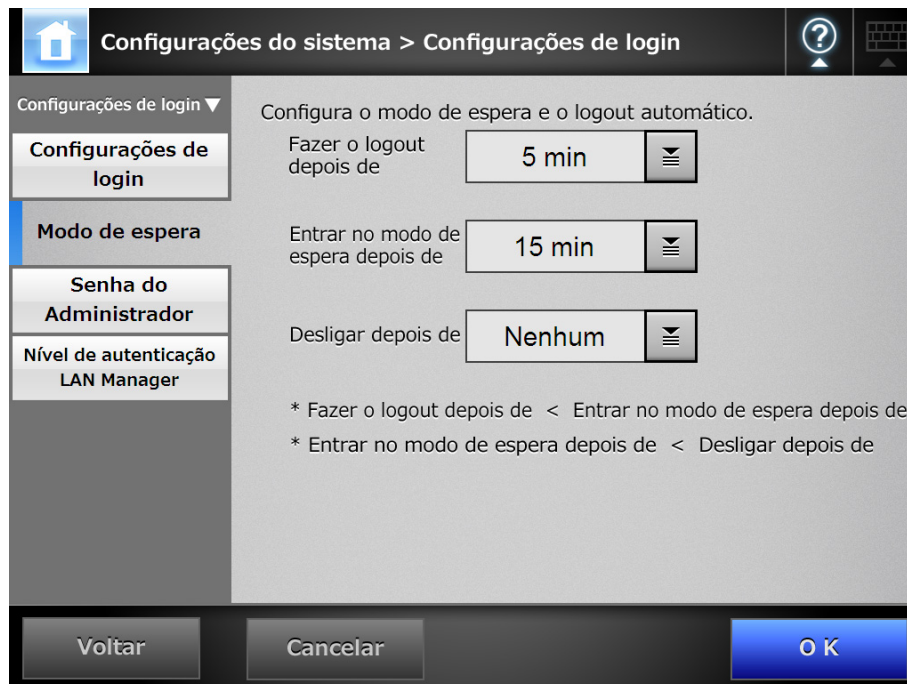 Configurações do sistema > Configurações de login
?
Configurações de login ▼
Configurações de
login
Modo de espera
Senha do
Administrador
Nível de autenticação
LAN Manager
Configura o modo de espera e o logout automático.
Fazer o logout
depois de
5 min
Entrar no modo de
espera depois de
15 min
Desligar depois de
Nenhum
* Fazer o logout depois de < Entrar no modo de espera depois de
* Entrar no modo de espera depois de < Desligar depois de
Voltar
Cancelar
O K